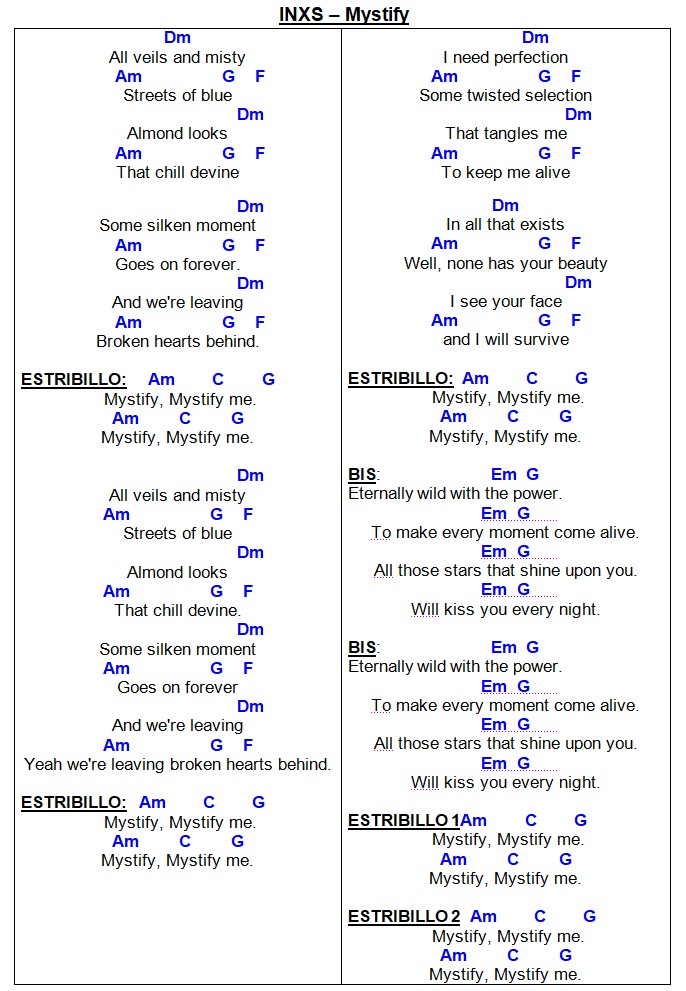 INXS – Mystify
Dm
All veils and misty
Am G F
Streets of blue
Dm
Almond looks
Am G F
That chill devine
Dm
Some silken moment
Am G F
Goes on forever.
Dm
And we're leaving
Am G F
Broken hearts behind.
ESTRIBILLO: Am C G
Mystify, Mystify me.
Am C G
Mystify, Mystify me.
Dm
All veils and misty
Am G F
Streets of blue
Dm
Almond looks
Am G F
That chill devine.
Dm
Some silken moment
Am G F
Goes on forever
Dm
And we're leaving
Am G F
Yeah we're leaving broken hearts behind.
ESTRIBILLO: Am C G
Mystify, Mystify me.
Am C G
Mystify, Mystify me.
Dm
I need perfection
Am G F
Some twisted selection
Dm
That tangles me
Am G F
To keep me alive
Dm
In all that exists
Am G F
Well, none has your beauty
Dm
I see your face
Am G F
and I will survive
ESTRIBILLO: Am C G
Mystify, Mystify me.
Am C G
Mystify, Mystify me.
BIS: Em G
Eternally wild with the power.
Em G
To make every moment come alive.
Em G
All those stars that shine upon you.
Em G
Will kiss you every night.
BIS: Em G
Eternally wild with the power.
Em G
To make every moment come alive.
Em G
All those stars that shine upon you.
Em G
Will kiss you every night.
ESTRIBILLO 1Am C G
Mystify, Mystify me.
Am C G
Mystify, Mystify me.
ESTRIBILLO 2 Am C G
Mystify, Mystify me.
Am C G
Mystify, Mystify me.